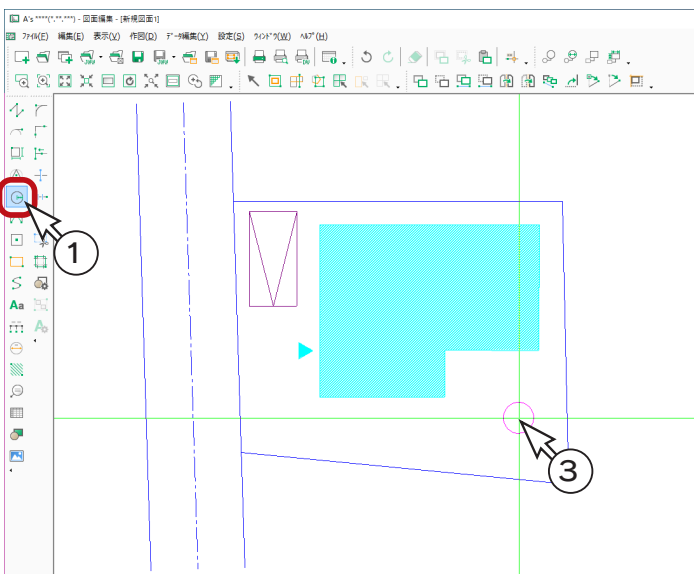 A's ****(*.**.***) - 図面編集 - [新規図面1]
ﾌｧｲﾙ(F) 編集(E) 表示(V) 作図(D) ﾃﾞｰﾀ編集(Y) 設定(S) ｳｨﾝﾄﾞｳ(W) ﾍﾙﾌﾟ(H)
1
Aa
3